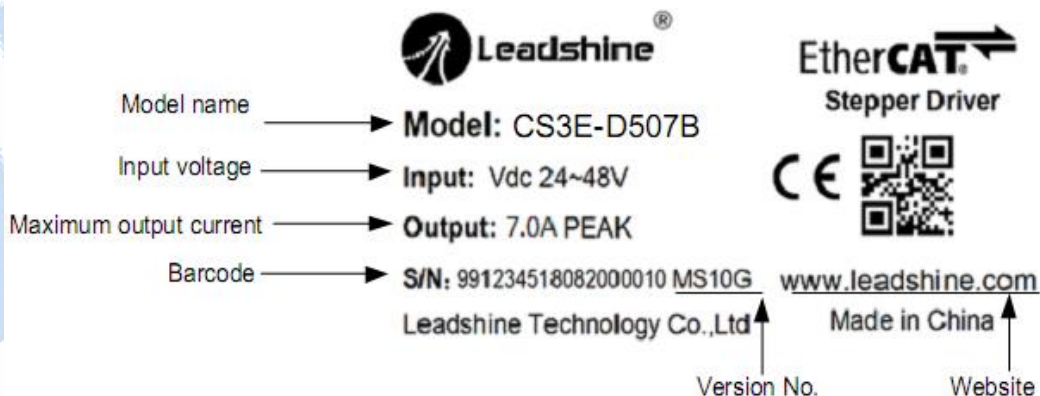 Leadshine ®
EtherCAT®
Stepper Driver
Model name
Model: CS3E-D507B
Input voltage
Input: Vdc 24~48V
CE
Maximum output current
Output: 7.0A PEAK
Barcode
S/N: 991234518082000010 MS10G
www.leadshine.com
Leadshine Technology Co.,Ltd
Made in China
Version No.
Website